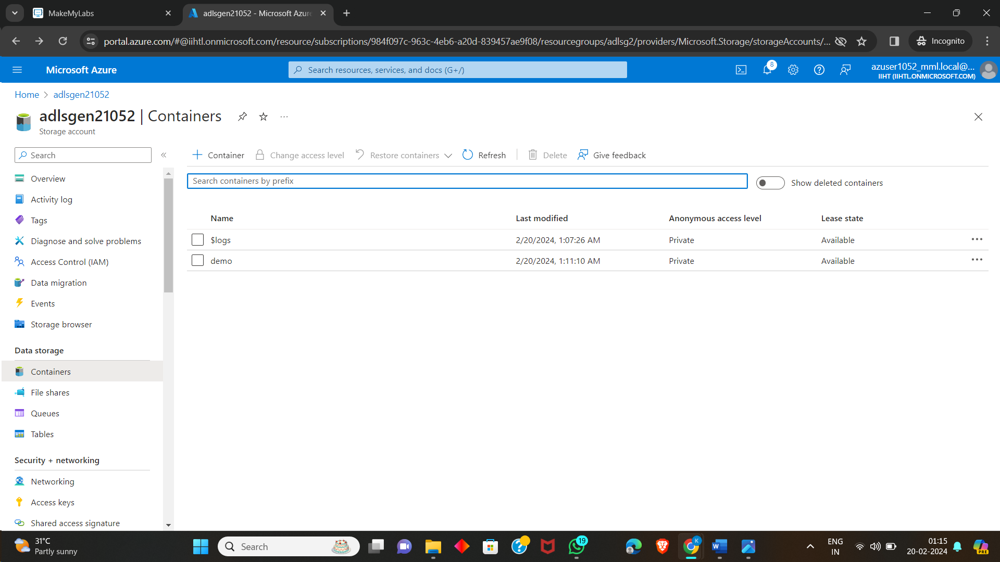 MakeMyLabs
adlsgen21052 - Microsoft Azure
portal.azure.com/#@iihtl.onmicrosoft.com/resource/subscriptions/984f097c-963c-4eb6-a20d-839457ae9f08/resourcegroups/adlsg2/providers/Microsoft.Storage/storageAccounts/...
Incognito
Microsoft Azure
Search resources, services, and docs (G+/)
8
azuser1052_mml.local@...
IIHT (IIHTL.ONMICROSOFT.COM)
Home > adlsgen21052
adlsgen21052 | Containers
...
Storage account
Search
«
Container
Change access level
Restore containers
Refresh
Delete
Give feedback
Search containers by prefix
Show deleted containers
Name Last modified Anonymous access level Lease state
$logs 2/20/2024, 1:07:26 AM Private Available ...
demo 2/20/2024, 1:11:10 AM Private Available ...
Overview
Activity log
Tags
Diagnose and solve problems
Access Control (IAM)
Data migration
Events
Storage browser
Data storage
Containers
File shares
Queues
Tables
Security + networking
Networking
Access keys
Shared access signature
31°C
Partly sunny
Search
19
K
ENG
IN
01:15
20-02-2024
PRE